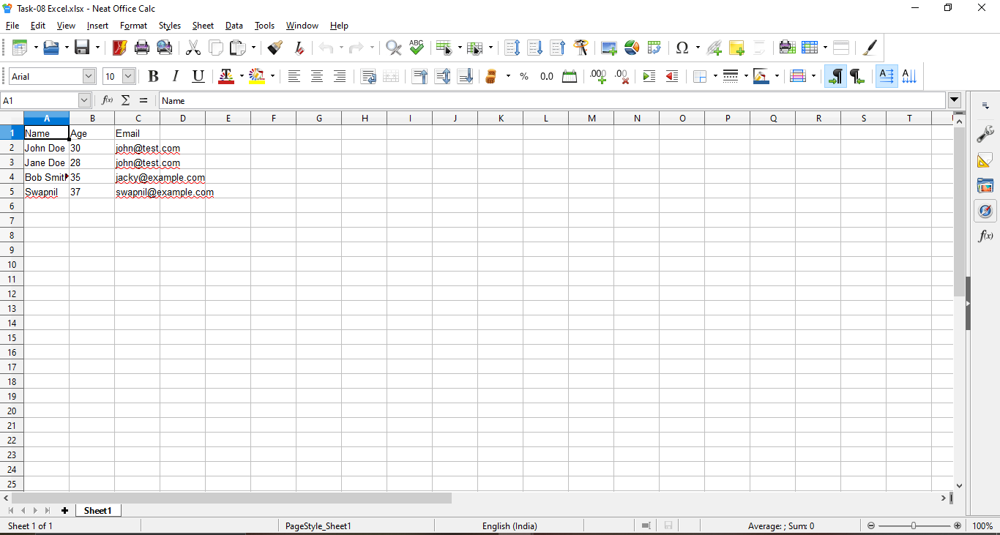 Task-08 Excel.xlsx - Neat Office Calc
File Edit View Insert Format Styles Sheet Data Tools Window Help
ABC
Arial 10 B I U A % 0.0 .000 .00
A1 f(x) Σ = Name
A B C D E F G H I J K L M N O P Q R S T
1 Name Age Email
2 John Doe 30 john@test.com
3 Jane Doe 28 john@test.com
4 Bob Smith 35 jacky@example.com
5 Swapnil 37 swapnil@example.com
6
7
8
9
10
11
12
13
14
15
16
17
18
19
20
21
22
23
24
25
Sheet1
Sheet 1 of 1 PageStyle_Sheet1 English (India) Average: ; Sum: 0 100%